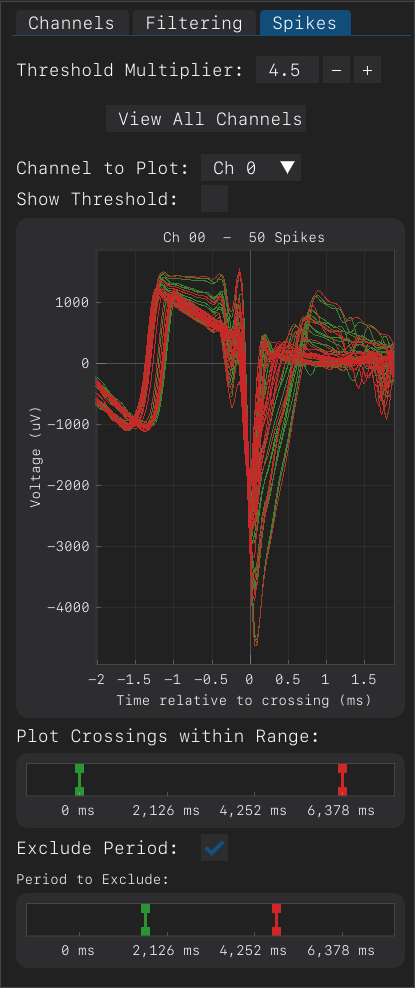 Channels Filtering Spikes
Threshold Multiplier: 4.5 − +
View All Channels
Channel to Plot: Ch 0 ▼
Show Threshold:
Ch 00 – 50 Spikes
1000
0
−1000
−2000
−3000
−4000
Voltage (uV)
−2 −1.5 −1 −0.5 0 0.5 1 1.5
Time relative to crossing (ms)
Plot Crossings within Range:
0 ms 2,126 ms 4,252 ms 6,378 ms
Exclude Period:
Period to Exclude:
0 ms 2,126 ms 4,252 ms 6,378 ms